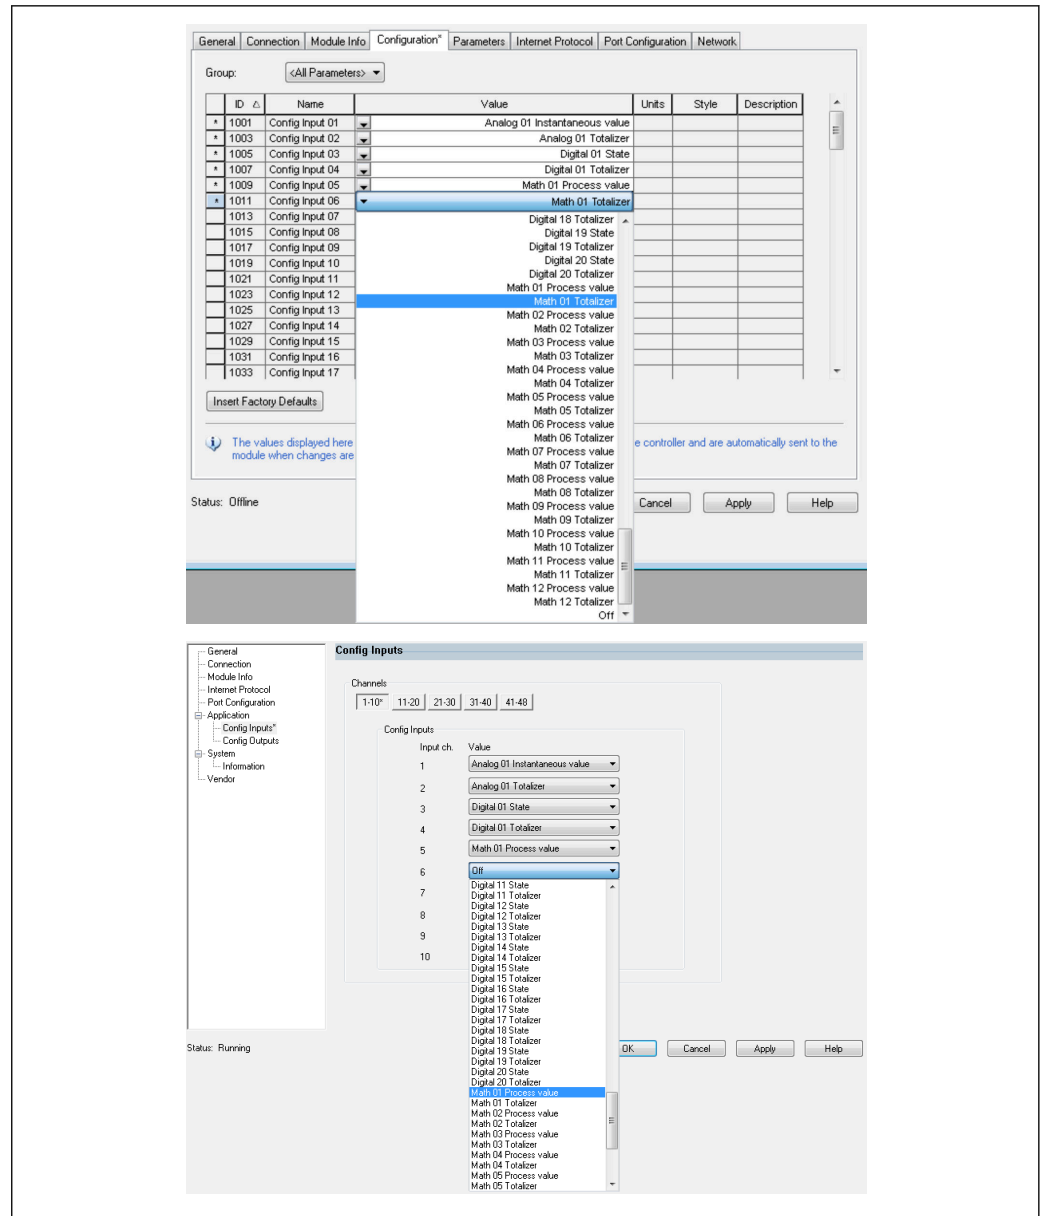 General Connection Module Info Configuration* Parameters Internet Protocol Port Configuration Network
Group: <All Parameters>
ID Name Value Units Style Description
* 1001 Config Input 01 Analog 01 Instantaneous value
* 1003 Config Input 02 Analog 01 Totalizer
* 1005 Config Input 03 Digital 01 State
* 1007 Config Input 04 Digital 01 Totalizer
* 1009 Config Input 05 Math 01 Process value
* 1011 Config Input 06 Math 01 Totalizer
1013 Config Input 07
1015 Config Input 08
1017 Config Input 09
1019 Config Input 10
1021 Config Input 11
1023 Config Input 12
1025 Config Input 13
1027 Config Input 14
1029 Config Input 15
1031 Config Input 16
1033 Config Input 17
Digital 18 Totalizer
Digital 19 State
Digital 19 Totalizer
Digital 20 State
Digital 20 Totalizer
Math 01 Process value
Math 01 Totalizer
Math 02 Process value
Math 02 Totalizer
Math 03 Process value
Math 03 Totalizer
Math 04 Process value
Math 04 Totalizer
Math 05 Process value
Math 05 Totalizer
Math 06 Process value
Math 06 Totalizer
Math 07 Process value
Math 07 Totalizer
Math 08 Process value
Math 08 Totalizer
Math 09 Process value
Math 09 Totalizer
Math 10 Process value
Math 10 Totalizer
Math 11 Process value
Math 11 Totalizer
Math 12 Process value
Math 12 Totalizer
Off
Insert Factory Defaults
The values displayed here e controller and are automatically sent to the
module when changes are
Status: Offline
Cancel Apply Help
General
Connection
Module Info
Internet Protocol
Port Configuration
Application
Config Inputs*
Config Outputs
System
Information
Vendor
Config Inputs
Channels
1-10* 11-20 21-30 31-40 41-48
Config Inputs
Input ch. Value
1 Analog 01 Instantaneous value
2 Analog 01 Totalizer
3 Digital 01 State
4 Digital 01 Totalizer
5 Math 01 Process value
6 Off
7
8
9
10
Digital 11 State
Digital 11 Totalizer
Digital 12 State
Digital 12 Totalizer
Digital 13 State
Digital 13 Totalizer
Digital 14 State
Digital 14 Totalizer
Digital 15 State
Digital 15 Totalizer
Digital 16 State
Digital 16 Totalizer
Digital 17 State
Digital 17 Totalizer
Digital 18 State
Digital 18 Totalizer
Digital 19 State
Digital 19 Totalizer
Digital 20 State
Digital 20 Totalizer
Math 01 Process value
Math 01 Totalizer
Math 02 Process value
Math 02 Totalizer
Math 03 Process value
Math 03 Totalizer
Math 04 Process value
Math 04 Totalizer
Math 05 Process value
Math 05 Totalizer
Status: Running
OK Cancel Apply Help